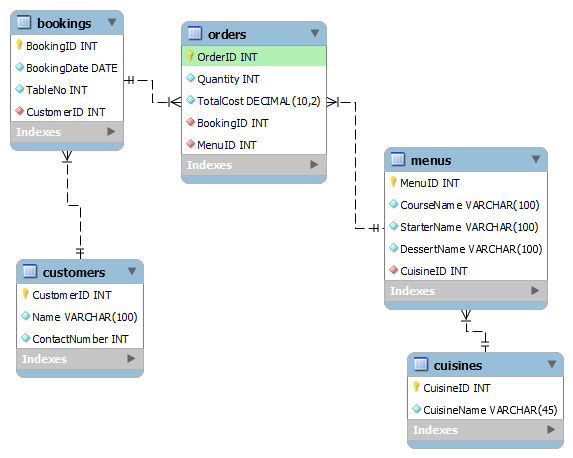 bookings
BookingID INT
BookingDate DATE
TableNo INT
CustomerID INT
Indexes
orders
OrderID INT
Quantity INT
TotalCost DECIMAL(10,2)
BookingID INT
MenuID INT
Indexes
menus
MenuID INT
CourseName VARCHAR(100)
StarterName VARCHAR(100)
DessertName VARCHAR(100)
CuisineID INT
Indexes
customers
CustomerID INT
Name VARCHAR(100)
ContactNumber INT
Indexes
cuisines
CuisineID INT
CuisineName VARCHAR(45)
Indexes